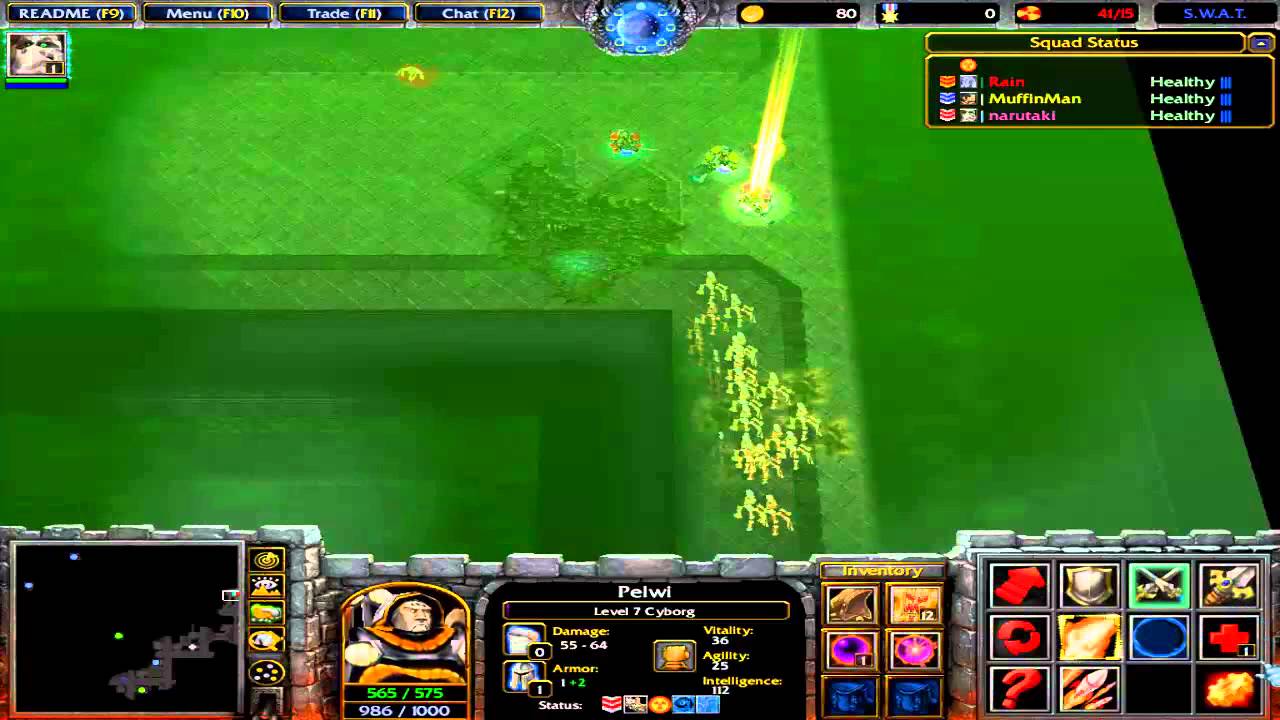 README (F9)
Menu (F10)
Trade (F11)
Chat (F12)
80
0
41/15
S.W.A.T.
1
Squad Status
Rain Healthy
MuffinMan Healthy
narutaki Healthy
Pelwi
Level 7 Cyborg
Damage:
55 - 64
0
Armor:
1 +2
1
Status:
Vitality:
36
Agility:
25
Intelligence:
112
565 / 575
986 / 1000
Inventory
12
1
1